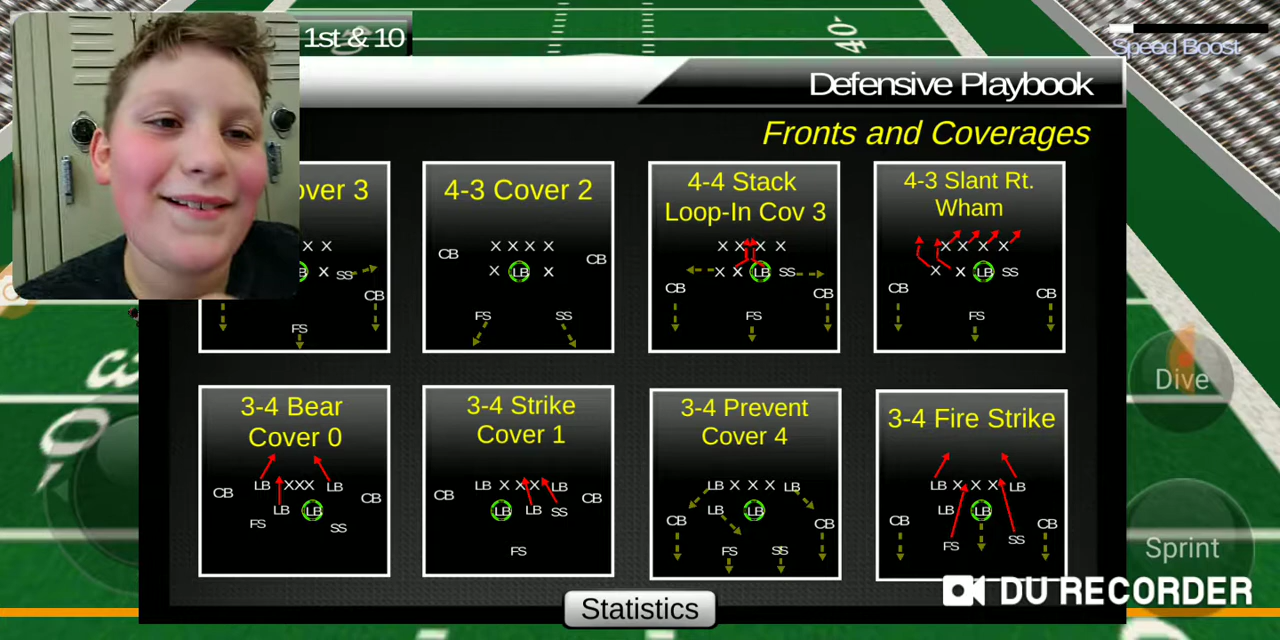 1st & 10
40
Speed Boost
Defensive Playbook
Fronts and Coverages
over 3
X X
X SS
CB
FS
4-3 Cover 2
X X X X
CB CB
X LB X
FS SS
4-4 Stack
Loop-In Cov 3
X X X X
X X LB SS
CB CB
FS
4-3 Slant Rt.
Wham
X X X X
X X LB SS
CB CB
FS
3-4 Bear
Cover 0
LB XXX LB
CB CB
LB LB
FS SS
3-4 Strike
Cover 1
LB X X X LB
CB CB
LB LB SS
FS
3-4 Prevent
Cover 4
LB X X X LB
LB LB
CB CB
FS SS
3-4 Fire Strike
LB X X X LB
LB LB
CB CB
FS SS
Dive
Sprint
Statistics
DU RECORDER